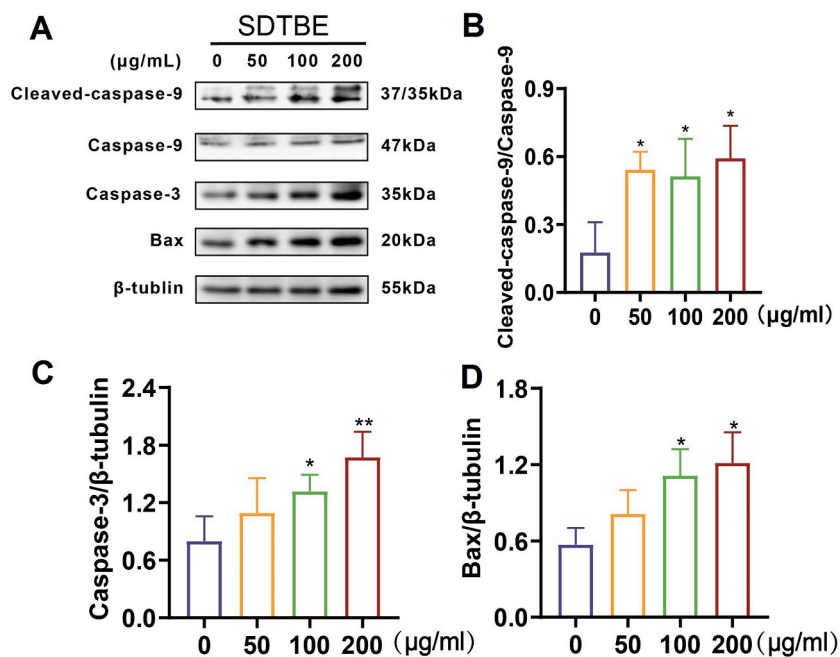 A
SDTBE
(μg/mL) 0 50 100 200
Cleaved-caspase-9 37/35kDa
Caspase-9 47kDa
Caspase-3 35kDa
Bax 20kDa
β-tublin 55kDa
B
Cleaved-caspase-9/Caspase-9
0.9
0.6
0.3
0.0
* * *
0 50 100 200 (μg/ml)
C
Caspase-3/β-tubulin
2.4
1.8
1.2
0.6
0.0
* **
0 50 100 200 (μg/ml)
D
Bax/β-tubulin
1.8
1.2
0.6
0.0
* *
0 50 100 200 (μg/ml)